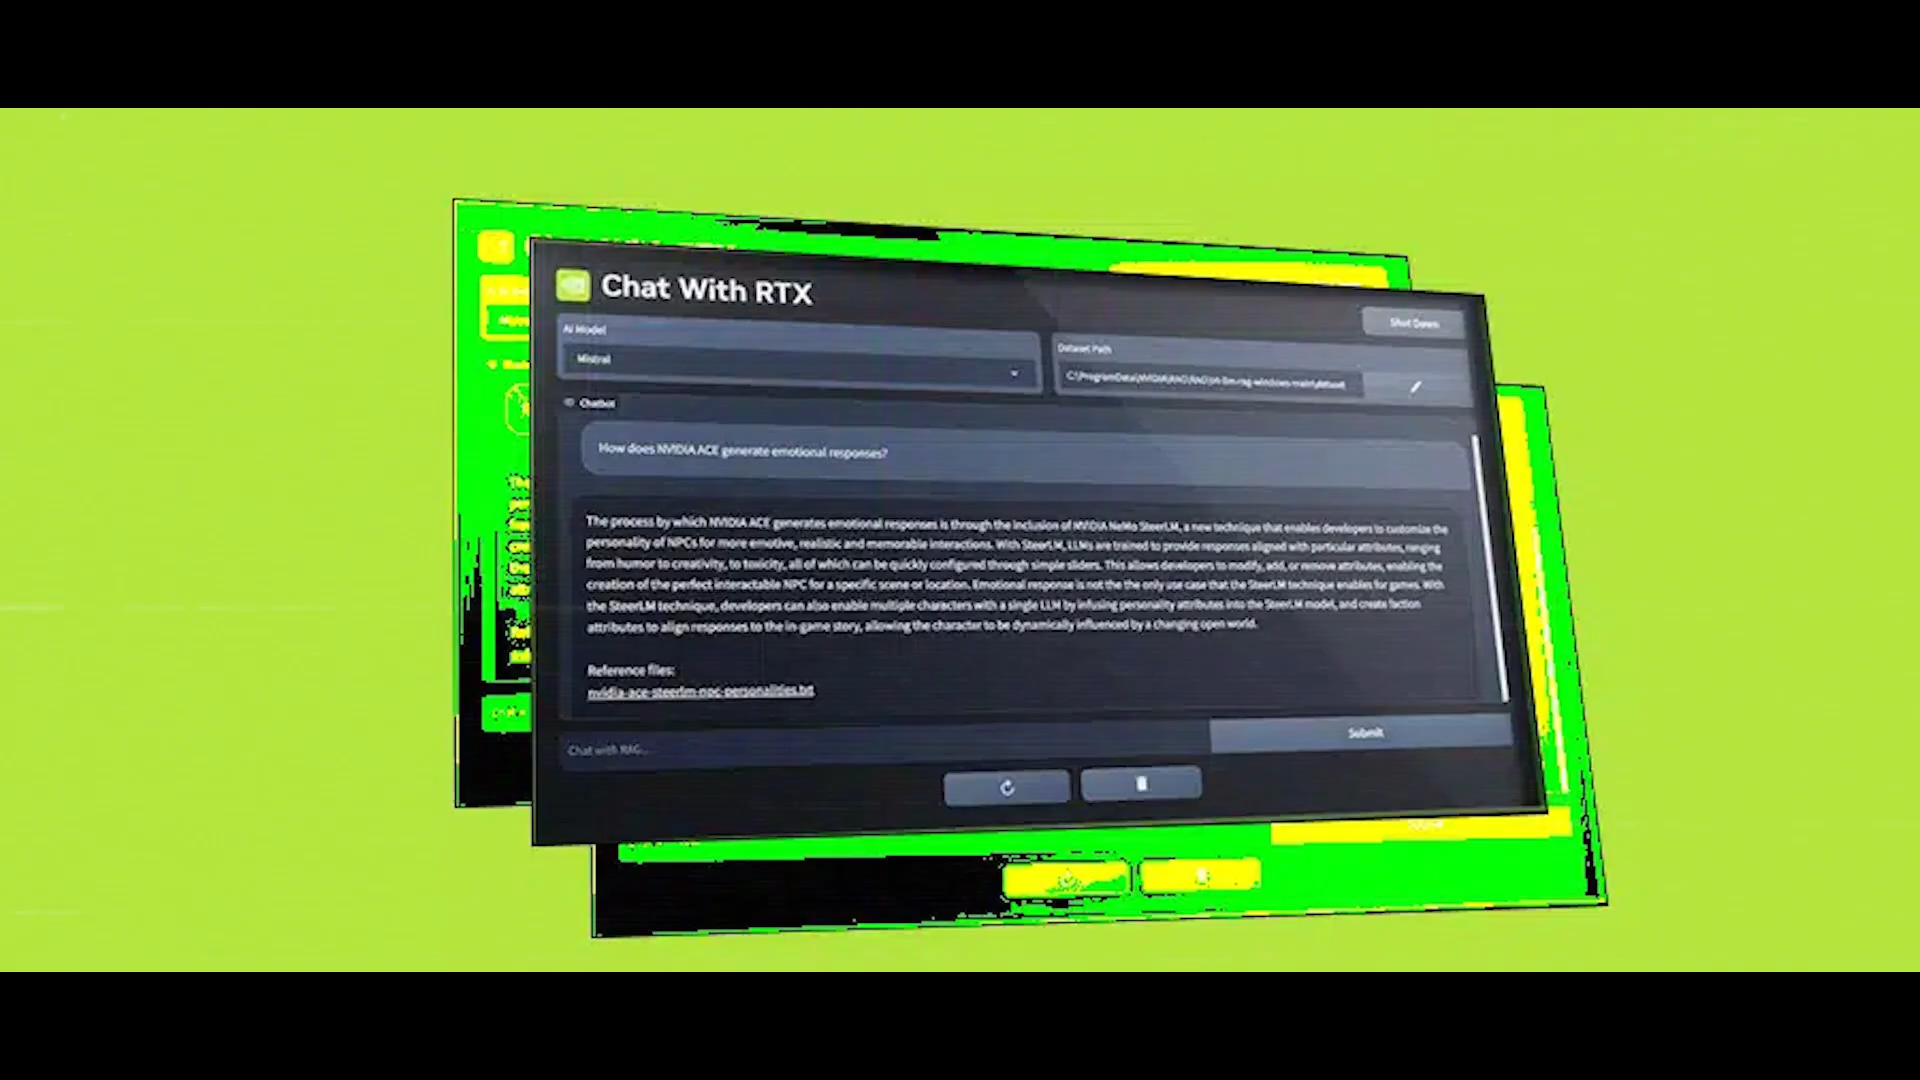 Chat With RTX
Shut Down
AI Model
Mistral
Dataset Path
Chatbot
How does NVIDIA ACE generate emotional responses?
The process by which NVIDIA ACE generates emotional responses is through the inclusion of NVIDIA NeMo SteerLM, a new technique that enables developers to customize the
personality of NPCs for more emotive, realistic and memorable interactions. With SteerLM, LLMs are trained to provide responses aligned with particular attributes, ranging
from humor to creativity, to toxicity, all of which can be quickly configured through simple sliders. This allows developers to modify, add, or remove attributes, enabling the
creation of the perfect interactable NPC for a specific scene or location. Emotional response is not the the only use case that the SteerLM technique enables for games. With
the SteerLM technique, developers can also enable multiple characters with a single LLM by infusing personality attributes into the SteerLM model, and create faction
attributes to align responses to the in-game story, allowing the character to be dynamically influenced by a changing open world.
Reference files:
nvidia-ace-steerlm-npc-personalities.txt
Chat with RAG...
Submit